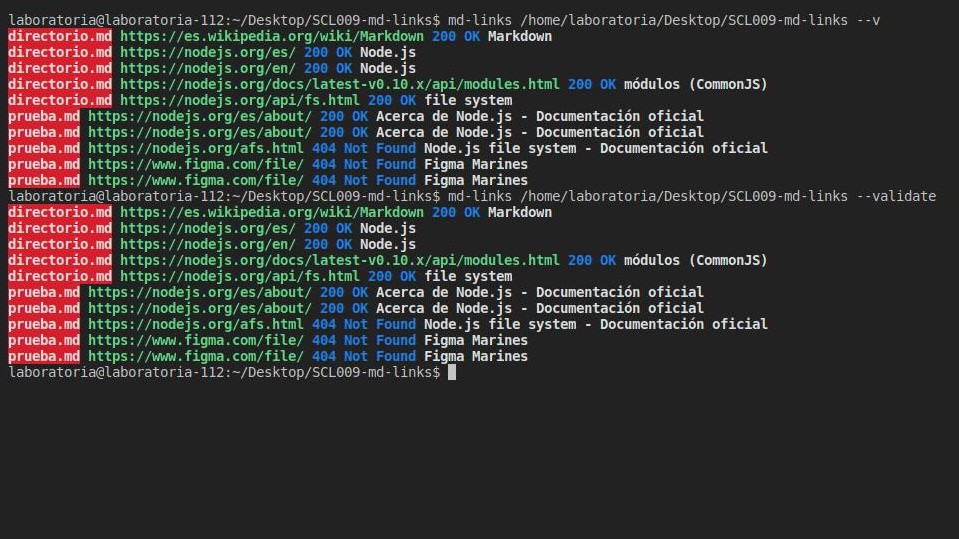 laboratoria@laboratoria-112:~/Desktop/SCL009-md-links$ md-links /home/laboratoria/Desktop/SCL009-md-links --v
directorio.md https://es.wikipedia.org/wiki/Markdown 200 OK Markdown
directorio.md https://nodejs.org/es/ 200 OK Node.js
directorio.md https://nodejs.org/en/ 200 OK Node.js
directorio.md https://nodejs.org/docs/latest-v0.10.x/api/modules.html 200 OK módulos (CommonJS)
directorio.md https://nodejs.org/api/fs.html 200 OK file system
prueba.md https://nodejs.org/es/about/ 200 OK Acerca de Node.js - Documentación oficial
prueba.md https://nodejs.org/es/about/ 200 OK Acerca de Node.js - Documentación oficial
prueba.md https://nodejs.org/afs.html 404 Not Found Node.js file system - Documentación oficial
prueba.md https://www.figma.com/file/ 404 Not Found Figma Marines
prueba.md https://www.figma.com/file/ 404 Not Found Figma Marines
laboratoria@laboratoria-112:~/Desktop/SCL009-md-links$ md-links /home/laboratoria/Desktop/SCL009-md-links --validate
directorio.md https://es.wikipedia.org/wiki/Markdown 200 OK Markdown
directorio.md https://nodejs.org/es/ 200 OK Node.js
directorio.md https://nodejs.org/en/ 200 OK Node.js
directorio.md https://nodejs.org/docs/latest-v0.10.x/api/modules.html 200 OK módulos (CommonJS)
directorio.md https://nodejs.org/api/fs.html 200 OK file system
prueba.md https://nodejs.org/es/about/ 200 OK Acerca de Node.js - Documentación oficial
prueba.md https://nodejs.org/es/about/ 200 OK Acerca de Node.js - Documentación oficial
prueba.md https://nodejs.org/afs.html 404 Not Found Node.js file system - Documentación oficial
prueba.md https://www.figma.com/file/ 404 Not Found Figma Marines
prueba.md https://www.figma.com/file/ 404 Not Found Figma Marines
laboratoria@laboratoria-112:~/Desktop/SCL009-md-links$